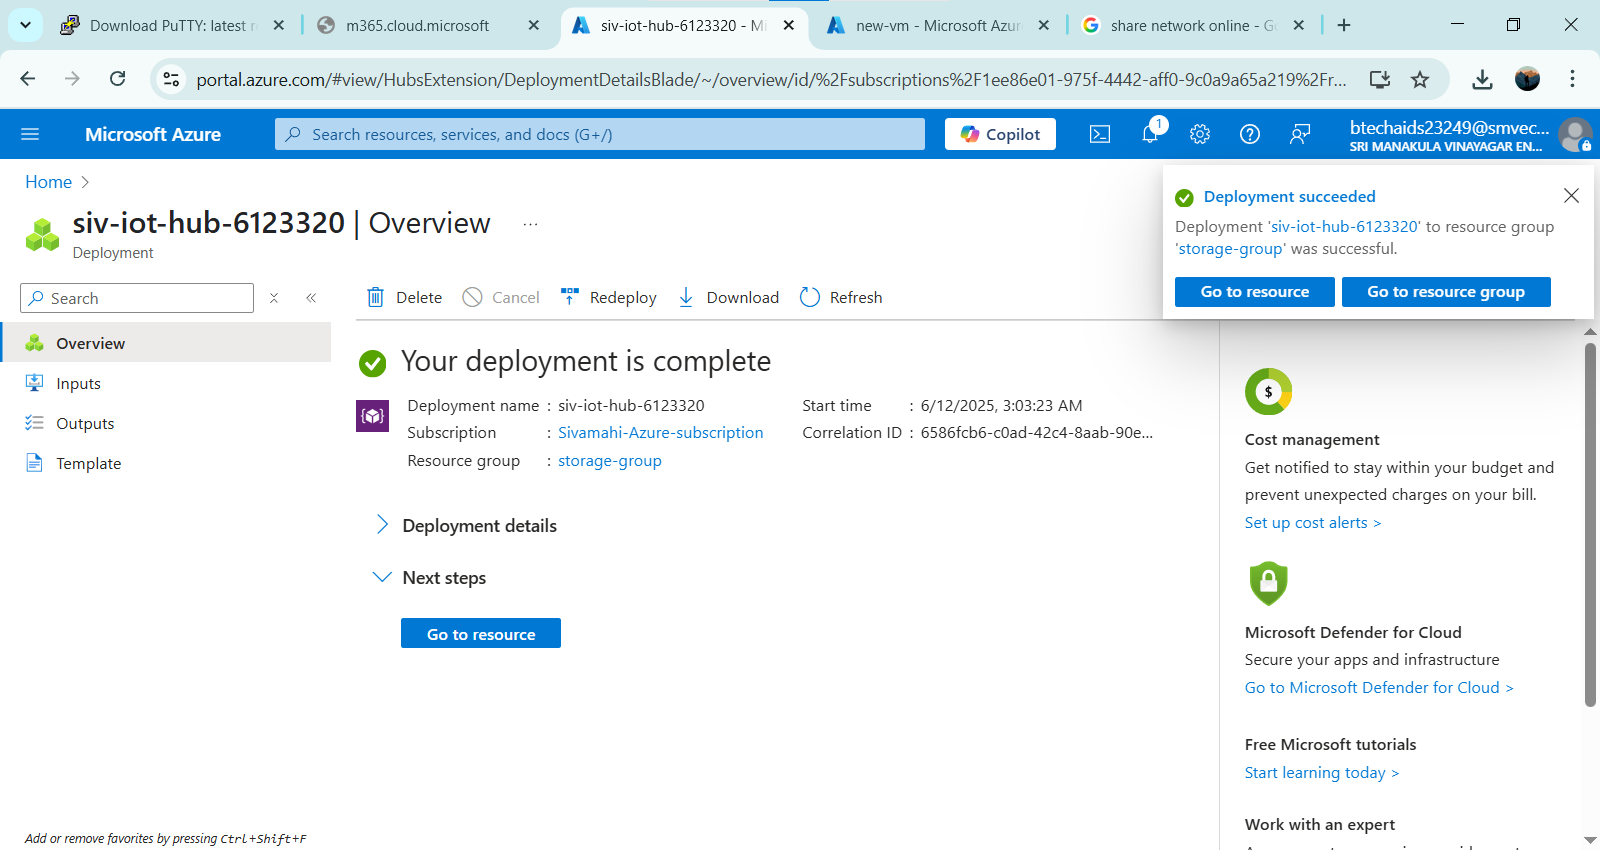 Download PuTTY: latest r
m365.cloud.microsoft
siv-iot-hub-6123320 - Mi
new-vm - Microsoft Azur
share network online - G
portal.azure.com/#view/HubsExtension/DeploymentDetailsBlade/~/overview/id/%2Fsubscriptions%2F1ee86e01-975f-4442-aff0-9c0a9a65a219%2Fr...
Microsoft Azure
Search resources, services, and docs (G+/)
Copilot
1
btechaids23249@smvec...
SRI MANAKULA VINAYAGAR EN...
Home
siv-iot-hub-6123320 | Overview ...
Deployment
Deployment succeeded
Deployment 'siv-iot-hub-6123320' to resource group
'storage-group' was successful.
Go to resource
Go to resource group
Search
Overview
Inputs
Outputs
Template
Delete
Cancel
Redeploy
Download
Refresh
Your deployment is complete
Deployment name : siv-iot-hub-6123320
Subscription : Sivamahi-Azure-subscription
Resource group : storage-group
Start time : 6/12/2025, 3:03:23 AM
Correlation ID : 6586fcb6-c0ad-42c4-8aab-90e...
Deployment details
Next steps
Go to resource
$
Cost management
Get notified to stay within your budget and
prevent unexpected charges on your bill.
Set up cost alerts >
Microsoft Defender for Cloud
Secure your apps and infrastructure
Go to Microsoft Defender for Cloud >
Free Microsoft tutorials
Start learning today >
Work with an expert
Add or remove favorites by pressing Ctrl+Shift+F